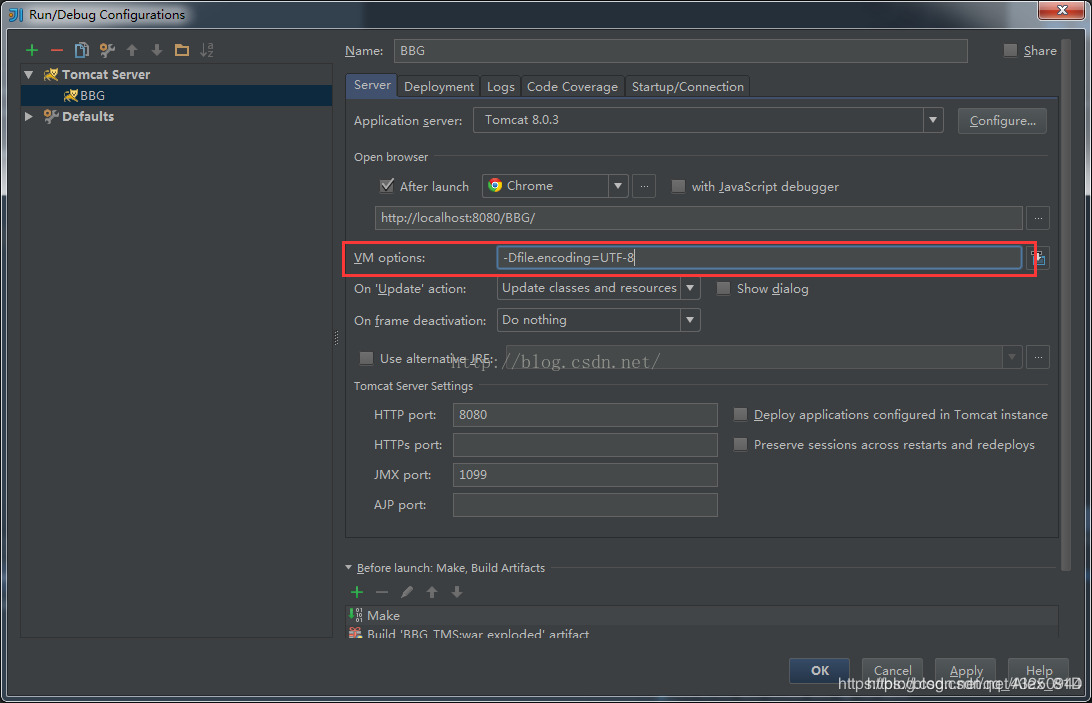 Run/Debug Configurations
Name: BBG Share
Tomcat Server
BBG
Defaults
Server Deployment Logs Code Coverage Startup/Connection
Application server: Tomcat 8.0.3 Configure...
Open browser
After launch Chrome ... with JavaScript debugger
http://localhost:8080/BBG/ ...
VM options: -Dfile.encoding=UTF-8
On 'Update' action: Update classes and resources Show dialog
On frame deactivation: Do nothing
Use alternative JRE: ...
http://blog.csdn.net/
Tomcat Server Settings
HTTP port: 8080 Deploy applications configured in Tomcat instance
HTTPs port: Preserve sessions across restarts and redeploys
JMX port: 1099
AJP port:
Before launch: Make, Build Artifacts
Make
Build 'BBG_TMS:war exploded' artifact
OK Cancel Apply Help